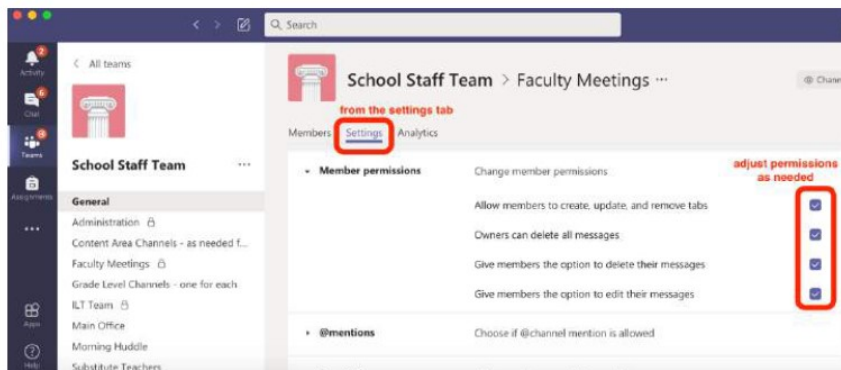 Search
2
Activity
All teams
School Staff Team > Faculty Meetings ...
Chane
6
Chat
from the settings tab
Members Settings Analytics
Teams
School Staff Team ...
Member permissions
Change member permissions
adjust permissions
as needed
Assignments
General
Allow members to create, update, and remove tabs
Administration
Owners can delete all messages
Content Area Channels - as needed f...
Faculty Meetings
Give members the option to delete their messages
Grade Level Channels - one for each
Give members the option to edit their messages
ILT Team
Apps
Main Office
@mentions
Choose if @channel mention is allowed
Morning Huddle
Help
Substitute Teachers